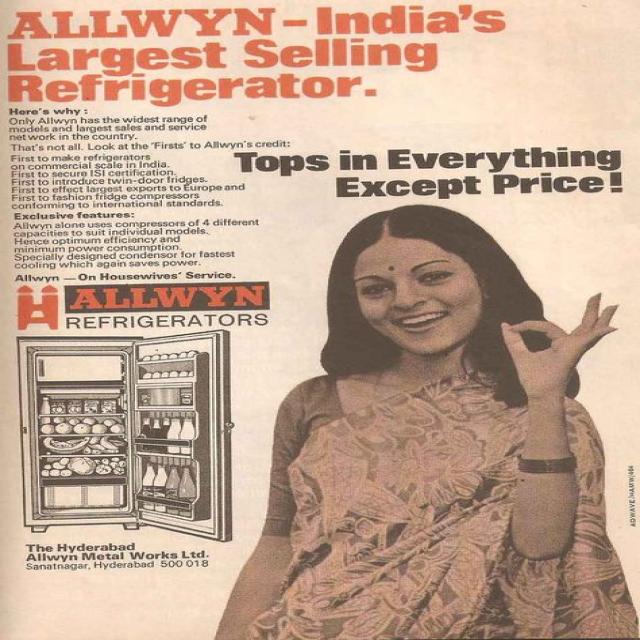 ALLWYN–India's
Largest Selling
Refrigerator.
Here's why :
Only Allwyn has the widest range of
models and largest sales and service
net work in the country.
That's not all. Look at the 'Firsts' to Allwyn's credit:
First to make refrigerators
on commercial scale in India.
First to secure ISI certification.
First to introduce twin-door fridges.
First to effect largest exports to Europe and
First to fashion fridge compressors
conforming to international standards.
Exclusive features:
Allwyn alone uses compressors of 4 different
capacities to suit individual models.
Hence optimum efficiency and
minimum power consumption.
Specially designed condensor for fastest
cooling which again saves power.
Allwyn — On Housewives' Service.
ALLWYN
REFRIGERATORS
Tops in Everything
Except Price!
The Hyderabad
Allwyn Metal Works Ltd.
Sanatnagar, Hyderabad 500 018